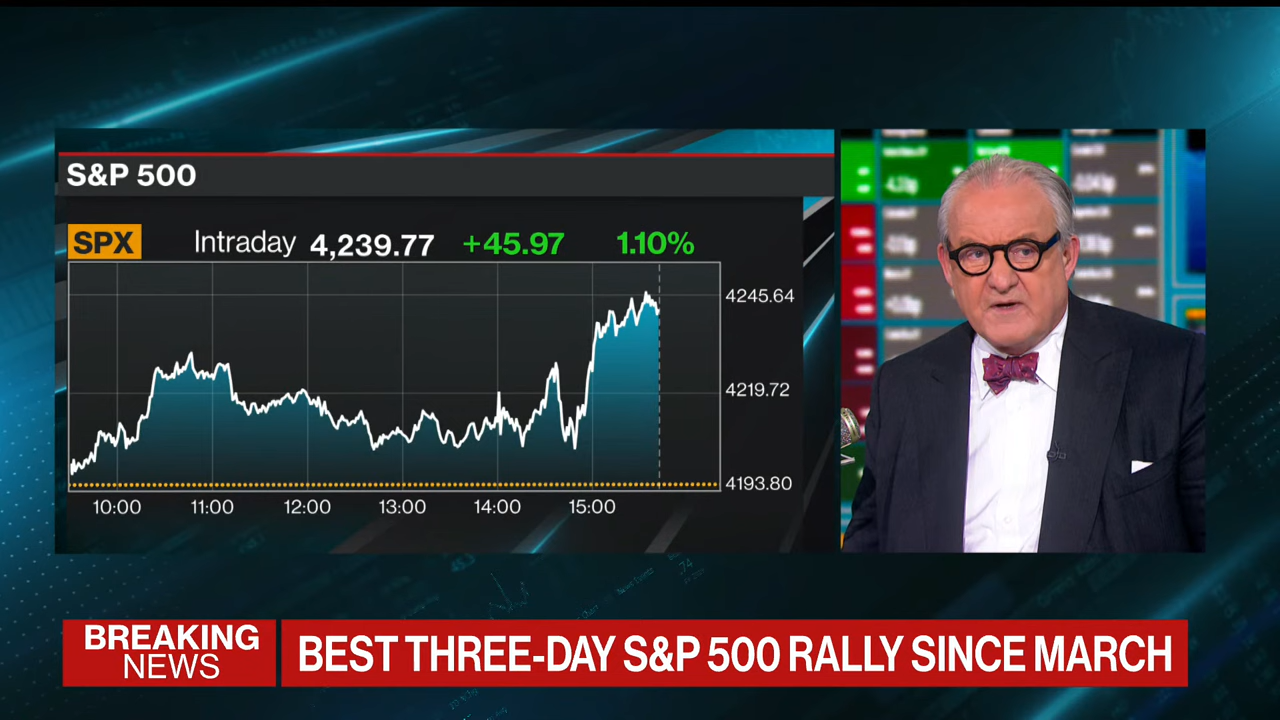 S&P 500
SPX Intraday 4,239.77 +45.97 1.10%
4245.64
4219.72
4193.80
10:00 11:00 12:00 13:00 14:00 15:00
BREAKING
NEWS
BEST THREE-DAY S&P 500 RALLY SINCE MARCH